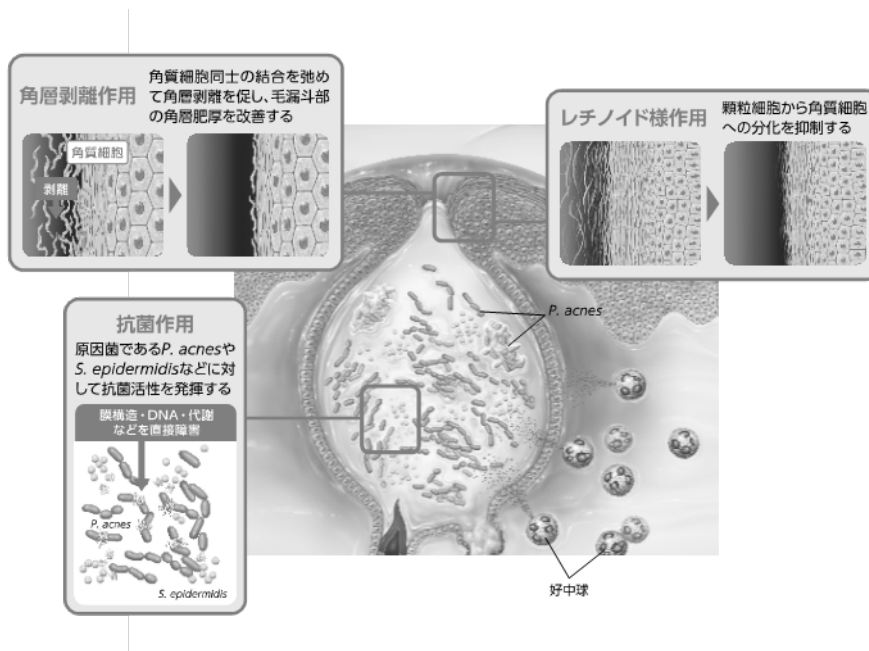 角層剥離作用
角質細胞同士の結合を弛め
て角層剥離を促し、毛漏斗部
の角層肥厚を改善する
角質細胞
剥離
レチノイド様作用
顆粒細胞から角質細胞
への分化を抑制する
P. acnes
抗菌作用
原因菌であるP. acnesや
S. epidermidisなどに対
して抗菌活性を発揮する
膜構造・DNA・代謝
などを直接障害
P. acnes
S. epidermidis
好中球